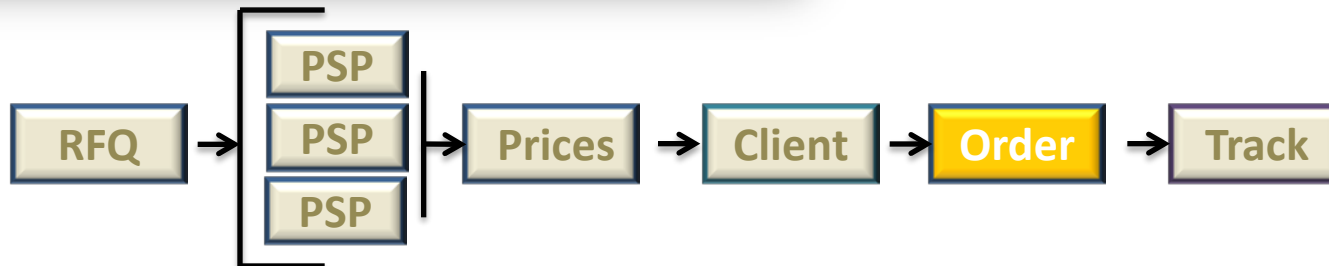 RFQ
PSP
PSP
PSP
Prices
Client
Order
Track